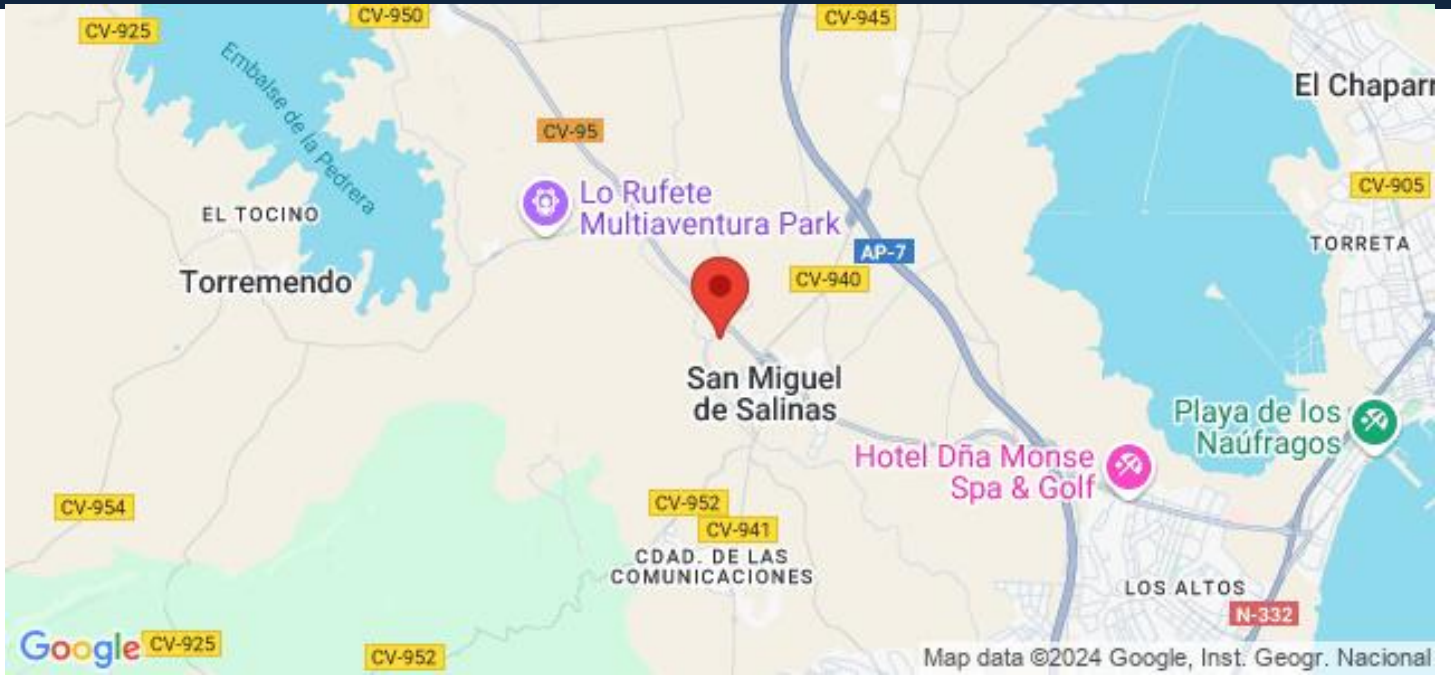 CV-950
CV-925
CV-945
Embalse de la Pedrera
El Chaparr
CV-95
CV-905
Lo Rufete
Multiaventura Park
EL TOCINO
TORRETA
AP-7
Torremendo
CV-940
San Miguel
de Salinas
Playa de los
Naúfragos
Hotel Dña Monse
Spa & Golf
CV-954
CV-952
CV-941
CDAD. DE LAS
COMUNICACIONES
LOS ALTOS
N-332
Google
CV-925
CV-952
Map data ©2024 Google, Inst. Geogr. Nacional